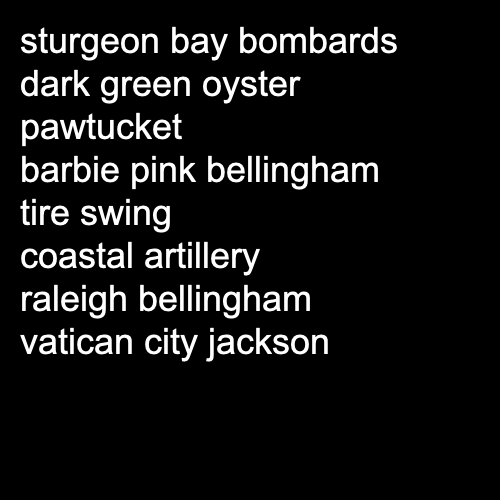 sturgeon bay bombards
dark green oyster
pawtucket
barbie pink bellingham
tire swing
coastal artillery
raleigh bellingham
vatican city jackson